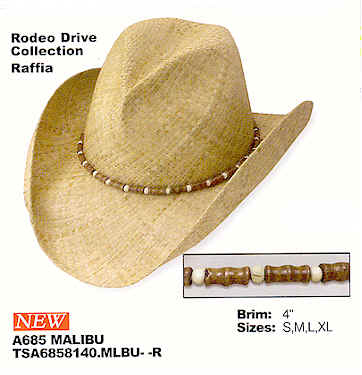 Rodeo Drive
Collection
Raffia
NEW
A685 MALIBU
TSA6858140.MLBU- -R
Brim: 4"
Sizes: S,M,L,XL